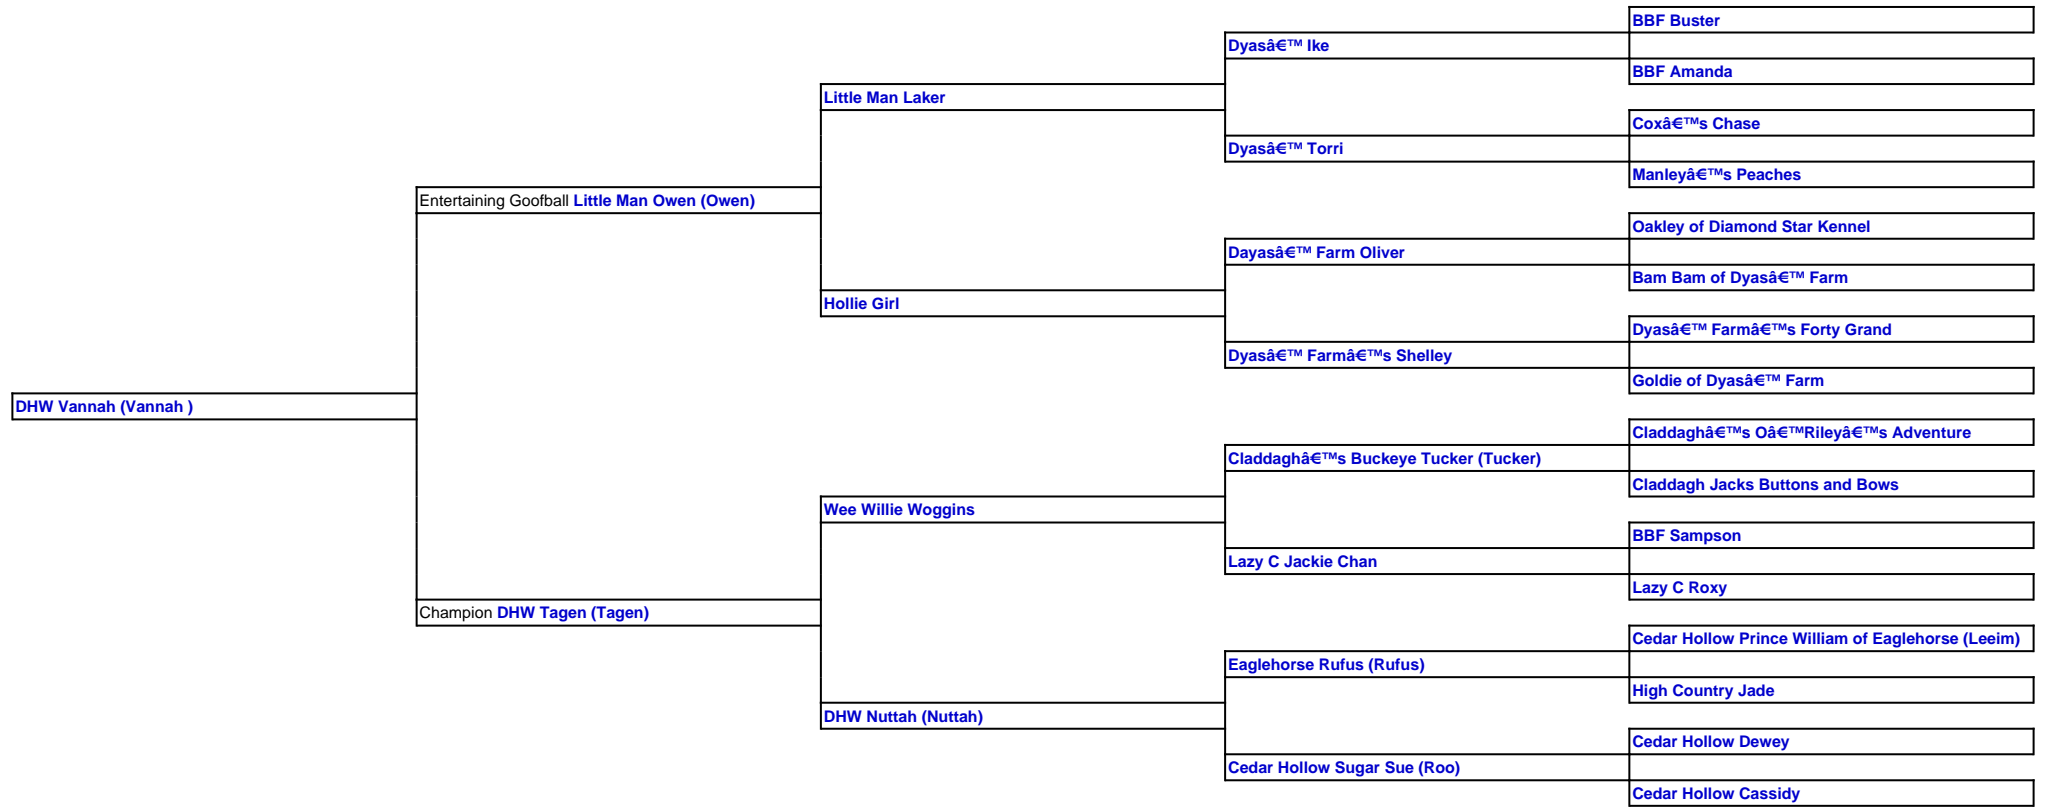 BBF Buster
Dyasâ€™ Ike
BBF Amanda
Little Man Laker
Coxâ€™s Chase
Dyasâ€™ Torri
Manleyâ€™s Peaches
Entertaining Goofball Little Man Owen (Owen)
Oakley of Diamond Star Kennel
Dayasâ€™ Farm Oliver
Bam Bam of Dyasâ€™ Farm
Hollie Girl
Dyasâ€™ Farmâ€™s Forty Grand
Dyasâ€™ Farmâ€™s Shelley
Goldie of Dyasâ€™ Farm
DHW Vannah (Vannah )
Claddaghâ€™s Oâ€™Rileyâ€™s Adventure
Claddaghâ€™s Buckeye Tucker (Tucker)
Claddagh Jacks Buttons and Bows
Wee Willie Woggins
BBF Sampson
Lazy C Jackie Chan
Lazy C Roxy
Champion DHW Tagen (Tagen)
Cedar Hollow Prince William of Eaglehorse (Leeim)
Eaglehorse Rufus (Rufus)
High Country Jade
DHW Nuttah (Nuttah)
Cedar Hollow Dewey
Cedar Hollow Sugar Sue (Roo)
Cedar Hollow Cassidy